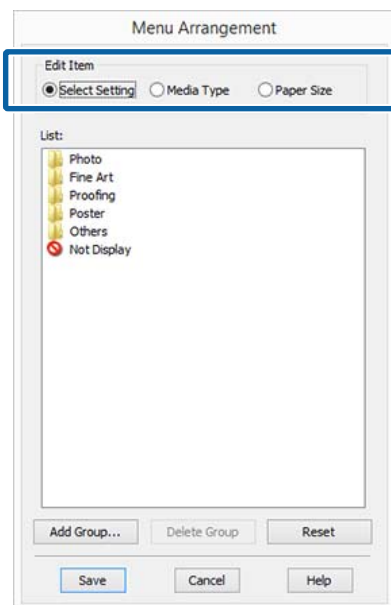 Menu Arrangement
Edit Item
Select Setting Media Type Paper Size
List:
Photo
Fine Art
Proofing
Poster
Others
Not Display
Add Group... Delete Group Reset
Save Cancel Help